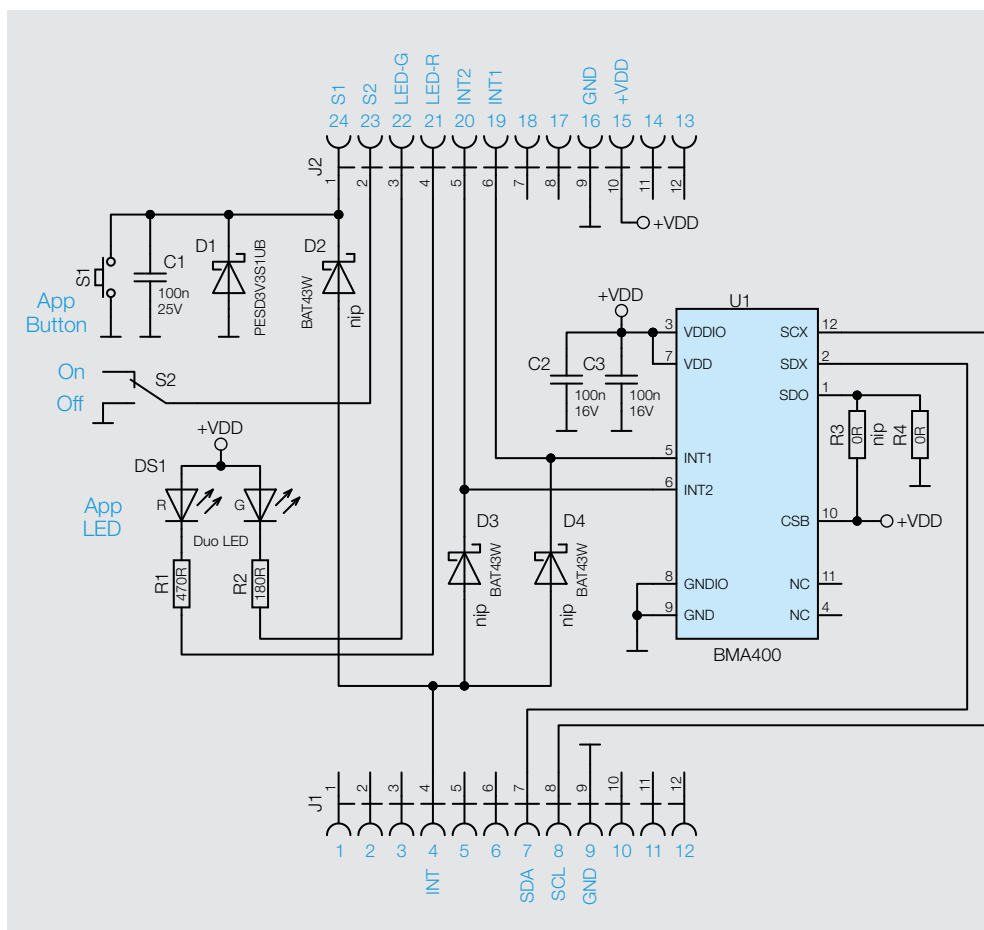 S1 S2 LED-G LED-R INT2 INT1 GND +VDD
24 23 22 21 20 19 18 17 16 15 14 13
J2
1 2 3 4 5 6 7 8 9 10 11 12
+VDD
S1
App
Button
C1
100n
25V
D1
PESD3V3S1UB
D2
BAT43W
nip
On
Off
S2
+VDD
DS1
R
G
Duo LED
App
LED
R1
470R
R2
180R
+VDD
C2
100n
16V
C3
100n
16V
U1
3 VDDIO
7 VDD
5 INT1
6 INT2
8 GNDIO
9 GND
SCX 12
SDX 2
SDO 1
CSB 10
NC 11
NC 4
BMA400
R3
0R
nip
R4
0R
+VDD
D3
BAT43W
nip
D4
BAT43W
nip
J1
1 2 3 4 5 6 7 8 9 10 11 12
1 2 3 4 5 6 7 8 9 10 11 12
INT SDA SCL GND